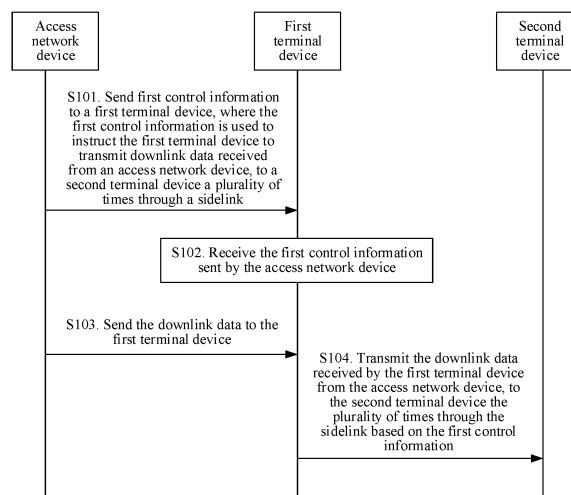 Access
network
device
First
terminal
device
Second
terminal
device
S101. Send first control information
to a first terminal device, where the
first control information is used to
instruct the first terminal device to
transmit downlink data received
from an access network device, to a
second terminal device a plurality of
times through a sidelink
S102. Receive the first control information
sent by the access network device
S103. Send the downlink data to the
first terminal device
S104. Transmit the downlink data
received by the first terminal device
from the access network device, to
the second terminal device the
plurality of times through the
sidelink based on the first control
information